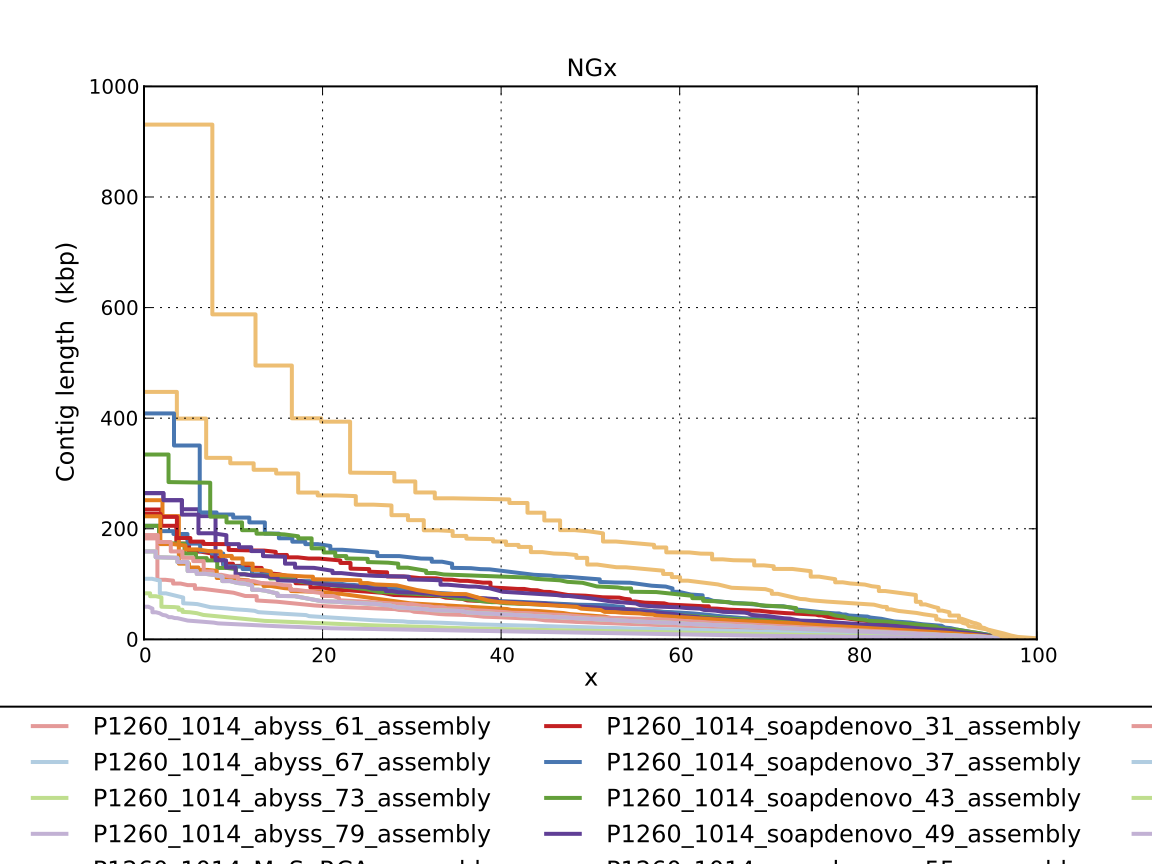 NGx
1000
800
600
400
200
0
Contig length (kbp)
0 20 40 60 80 100
x
P1260_1014_abyss_61_assembly P1260_1014_soapdenovo_31_assembly
P1260_1014_abyss_67_assembly P1260_1014_soapdenovo_37_assembly
P1260_1014_abyss_73_assembly P1260_1014_soapdenovo_43_assembly
P1260_1014_abyss_79_assembly P1260_1014_soapdenovo_49_assembly